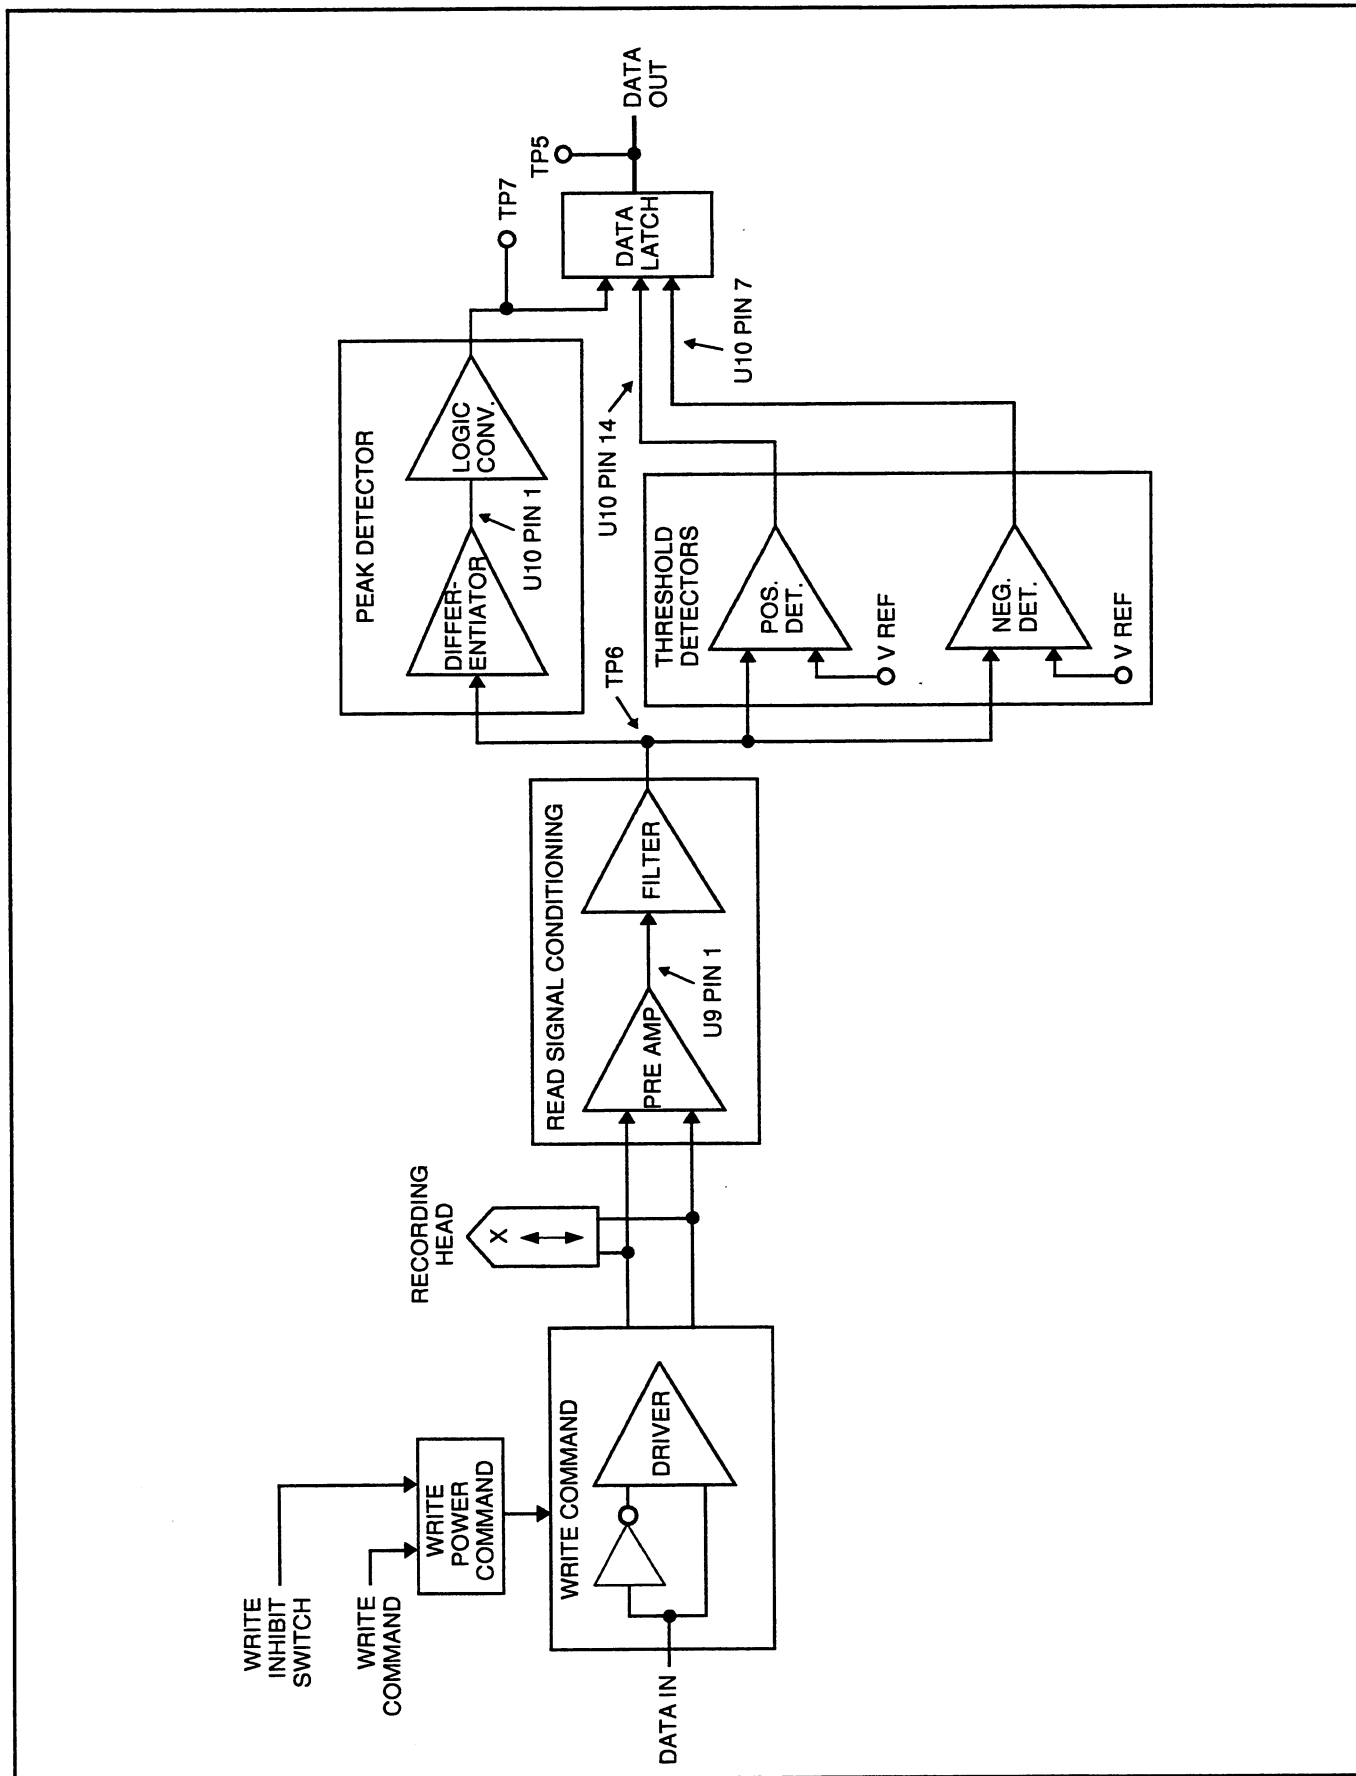 WRITE
INHIBIT
SWITCH
WRITE
COMMAND
WRITE
POWER
COMMAND
WRITE COMMAND
DRIVER
DATA IN
RECORDING
HEAD
X
READ SIGNAL CONDITIONING
PRE AMP
U9 PIN 1
FILTER
TP6
PEAK DETECTOR
DIFFER-
ENTIATOR
U10 PIN 1
LOGIC
CONV.
THRESHOLD
DETECTORS
POS.
DET.
V REF
NEG.
DET.
V REF
U10 PIN 14
U10 PIN 7
TP7
DATA
LATCH
TP5
DATA
OUT